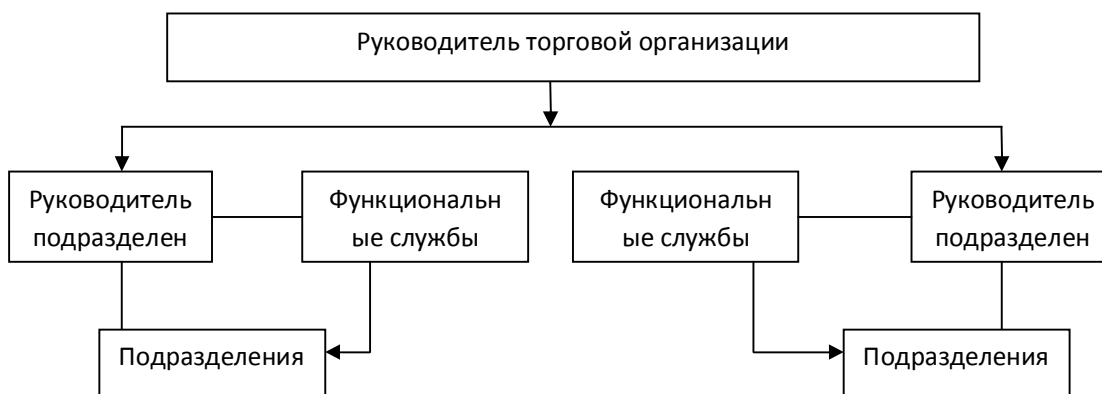 Руководитель торговой организации
Руководитель
подразделен
Функциональн
ые службы
Функциональн
ые службы
Руководитель
подразделен
Подразделения
Подразделения